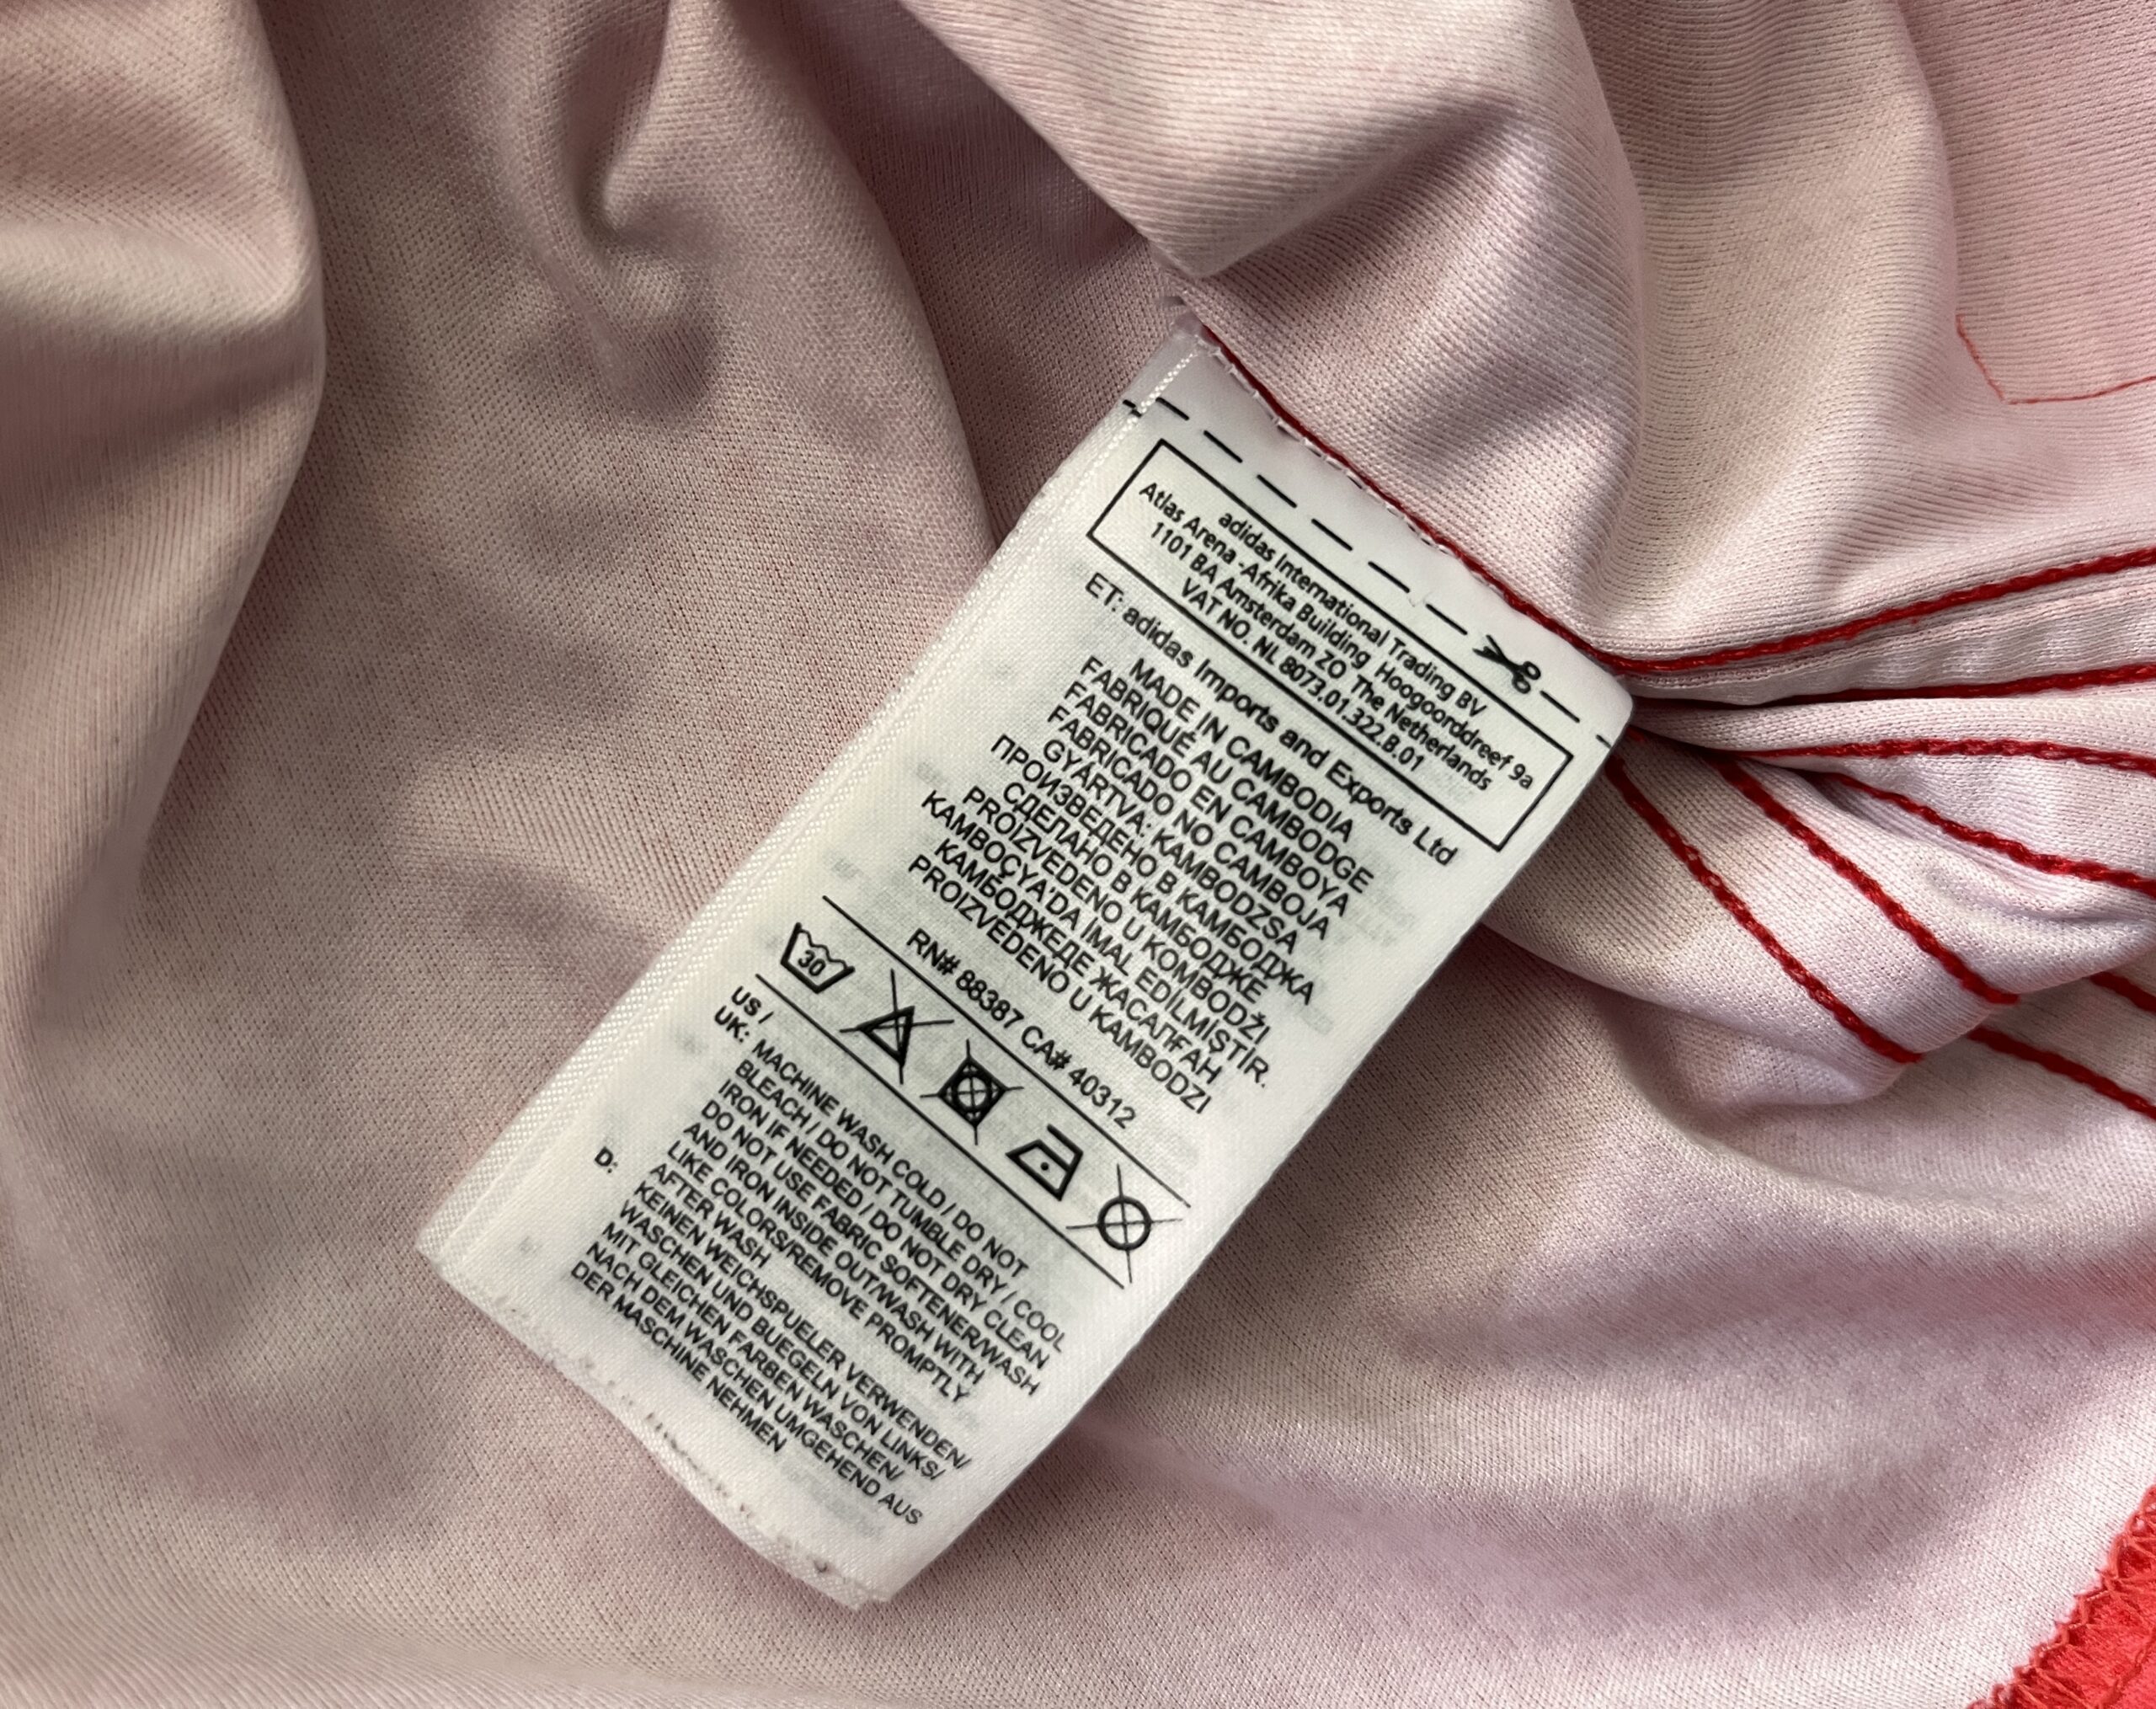 adidas International Trading BV
Atlas Arena -Afrika Building Hoogoorddreef 9a
1101 BA Amsterdam ZO The Netherlands
VAT NO. NL 8073.01.322.B.01
ET: adidas Imports and Exports Ltd
MADE IN CAMBODIA
FABRIQUÉ AU CAMBODGE
FABRICADO EN CAMBOYA
FABRICADO NO CAMBOJA
GYÁRTVA: KAMBODZSA
ПРОИЗВЕДЕНО В КАМБОДЖА
СДЕЛАНО В КАМБОДЖЕ
PROIZVEDENO U KOMBODŽI
KAMBOÇYA'DA İMAL EDİLMİŞTİR.
КАМБОДЖЕДЕ ЖАСАЛҒАН
PROIZVEDENO U KAMBODZI
RN# 88387 CA# 40312
30
US /
UK: MACHINE WASH COLD / DO NOT
BLEACH / DO NOT TUMBLE DRY / COOL
IRON IF NEEDED / DO NOT DRY CLEAN
DO NOT USE FABRIC SOFTENER/WASH
AND IRON INSIDE OUT/WASH WITH
LIKE COLORS/REMOVE PROMPTLY
AFTER WASH
D: KEINEN WEICHSPUELER VERWENDEN/
WASCHEN UND BUEGELN VON LINKS/
MIT GLEICHEN FARBEN WASCHEN/
NACH DEM WASCHEN UMGEHEND AUS
DER MASCHINE NEHMEN